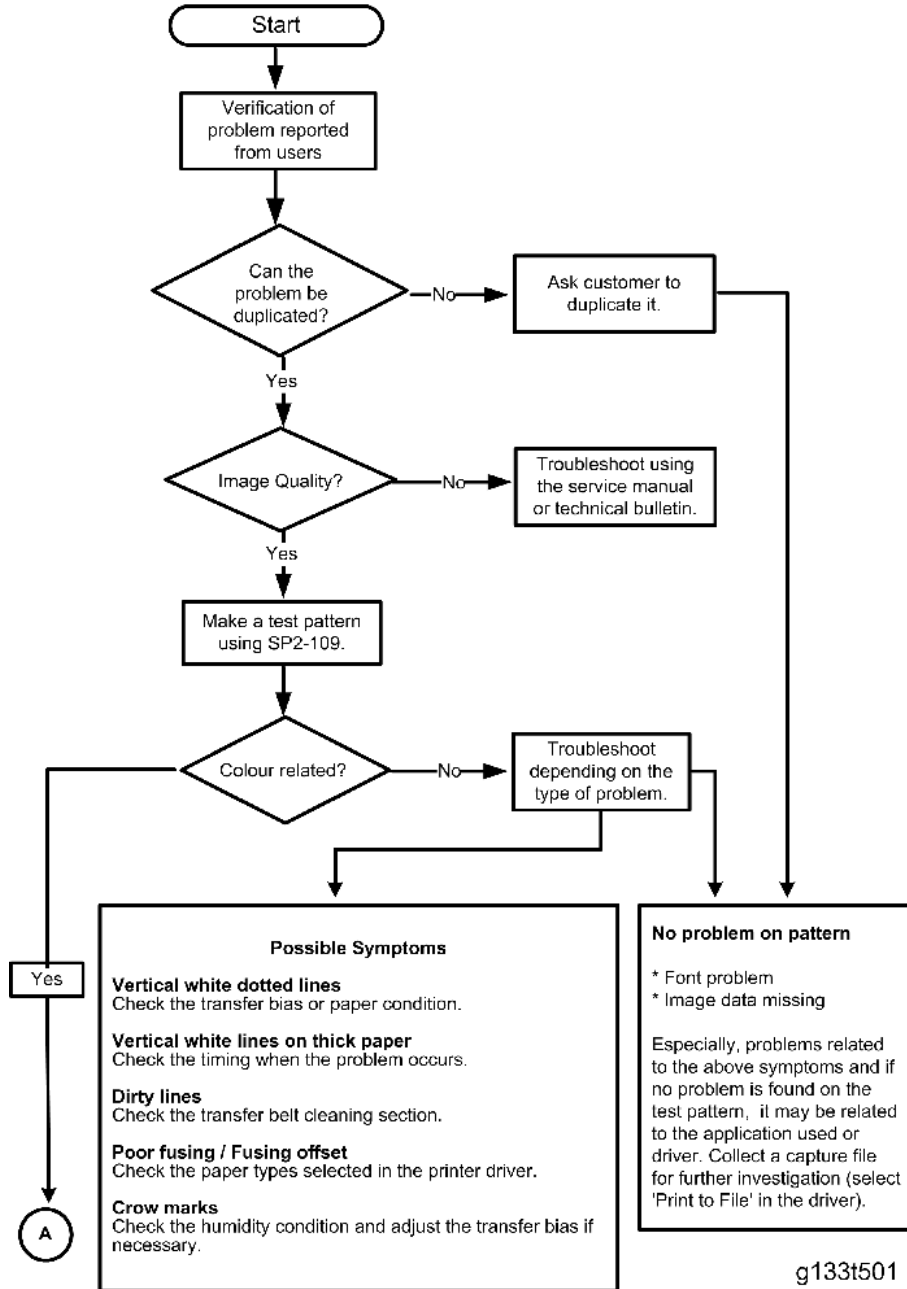 Start
Verification of
problem reported
from users
Can the
problem be
duplicated?
No
Ask customer to
duplicate it.
Yes
Image Quality?
No
Troubleshoot using
the service manual
or technical bulletin.
Yes
Make a test pattern
using SP2-109.
Colour related?
No
Troubleshoot
depending on the
type of problem.
Yes
A
Possible Symptoms
Vertical white dotted lines
Check the transfer bias or paper condition.
Vertical white lines on thick paper
Check the timing when the problem occurs.
Dirty lines
Check the transfer belt cleaning section.
Poor fusing / Fusing offset
Check the paper types selected in the printer driver.
Crow marks
Check the humidity condition and adjust the transfer bias if
necessary.
No problem on pattern
* Font problem
* Image data missing
Especially, problems related
to the above symptoms and if
no problem is found on the
test pattern, it may be related
to the application used or
driver. Collect a capture file
for further investigation (select
'Print to File' in the driver).
g133t501